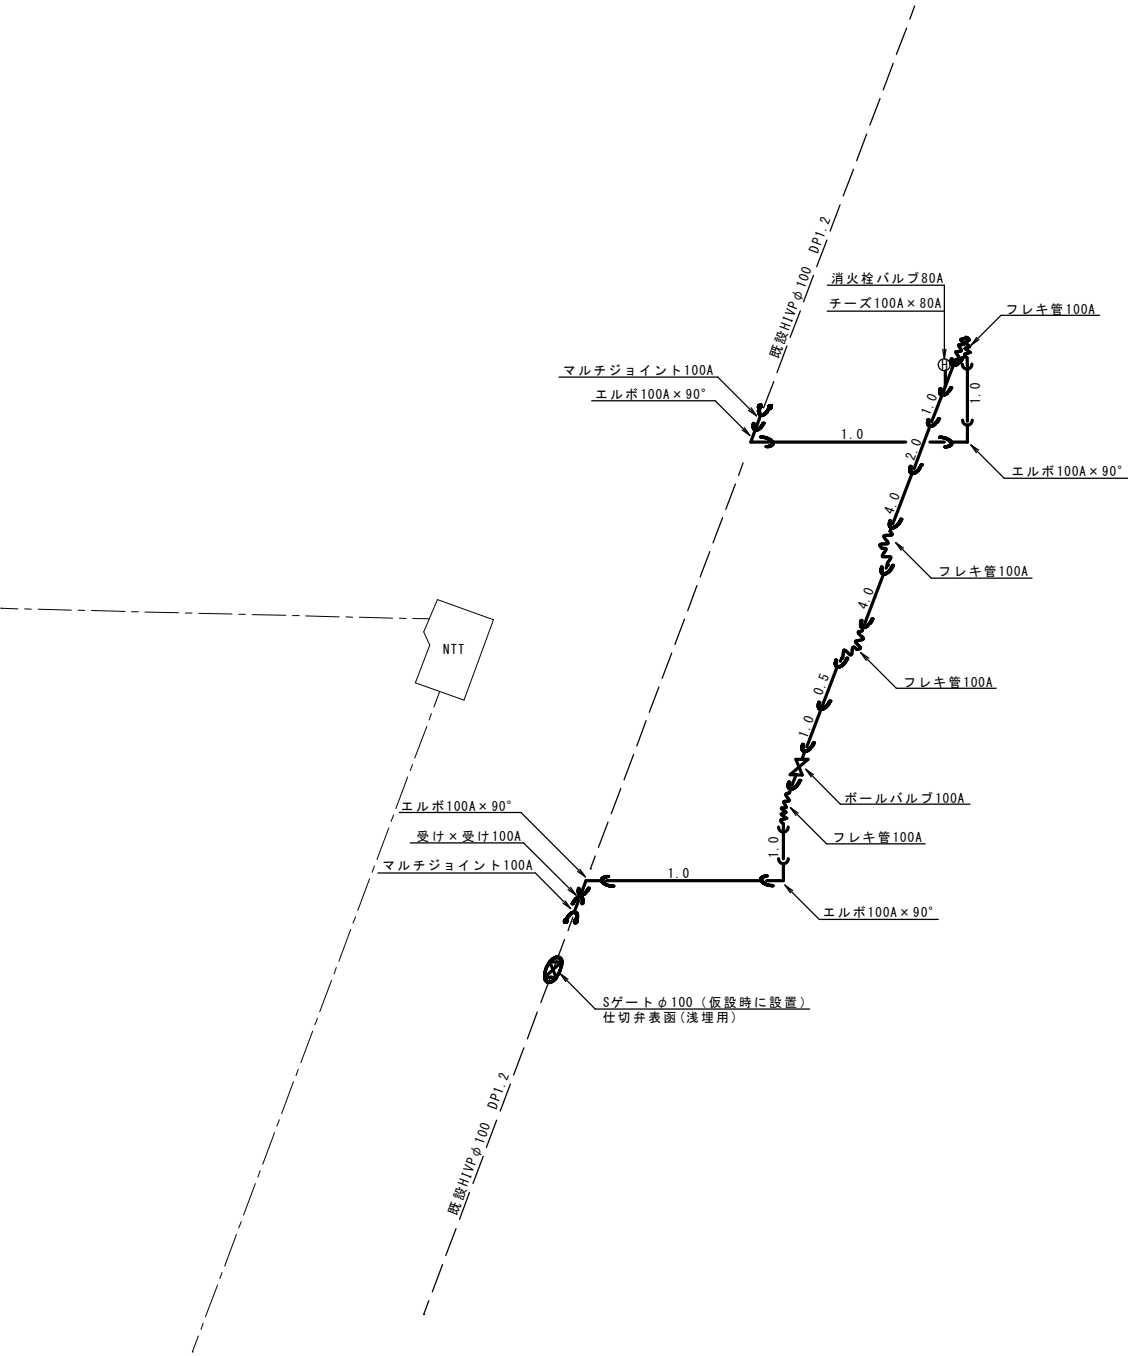 既設HIVPφ100 DP1.2
消火栓バルブ80A
チーズ100A×80A
フレキ管100A
マルチジョイント100A
エルボ100A×90°
1.0
1.0
1.0
2.0
エルボ100A×90°
4.0
フレキ管100A
4.0
NTT
フレキ管100A
0.5
1.0
ボールバルブ100A
エルボ100A×90°
受け×受け100A
マルチジョイント100A
フレキ管100A
1.0
1.0
エルボ100A×90°
Sゲートφ100（仮設時に設置）
仕切弁表函(浅埋用)
既設HIVPφ100 DP1.2